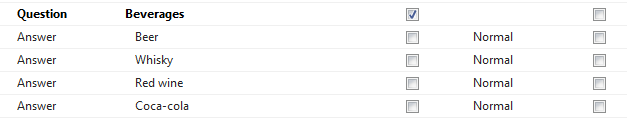 Question Beverages
Answer Beer Normal
Answer Whisky Normal
Answer Red wine Normal
Answer Coca-cola Normal